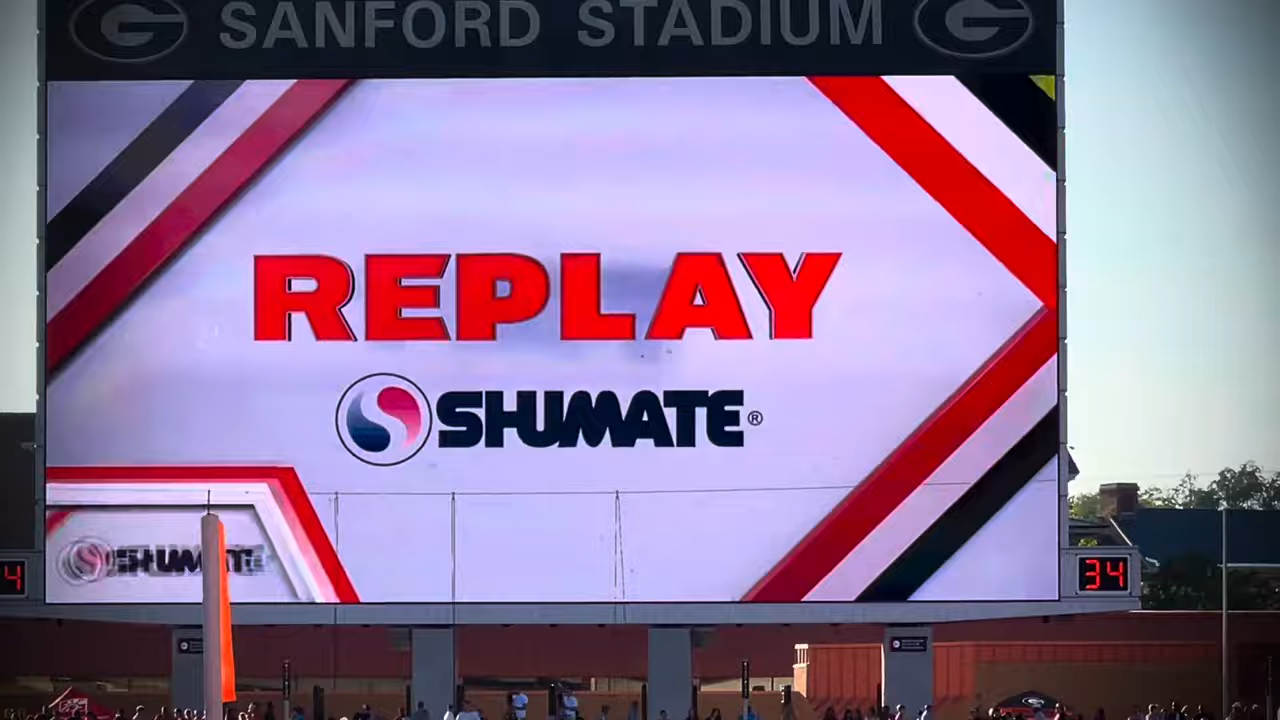 G SANFORD STADIUM G
REPLAY
SHUMATE®
SHUMATE
4
34